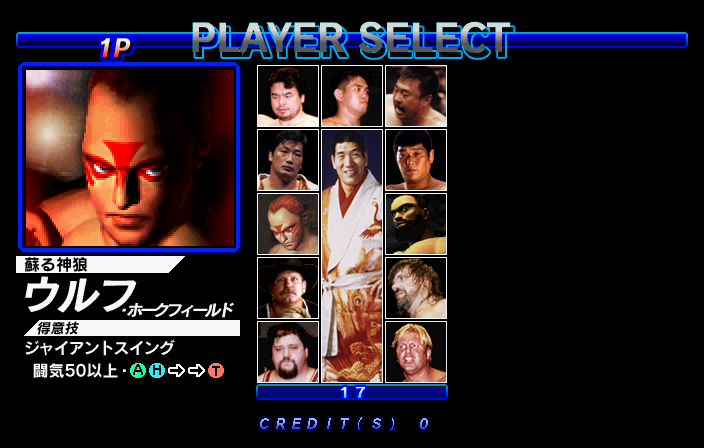 PLAYER SELECT
1P
蘇る神狼
ウルフ
・ホークフィールド
得意技
ジャイアントスイング
闘気50以上・Ⓐ Ⓗ ⇨ ⇨ Ⓣ
17
CREDIT(S) 0